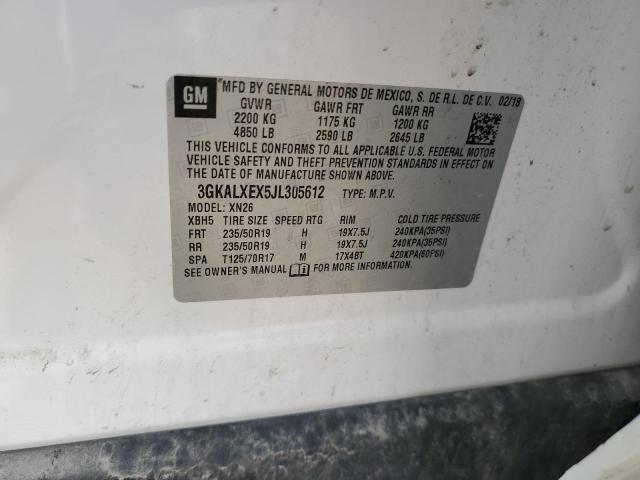 GM
MFD BY GENERAL MOTORS DE MEXICO, S. DE R.L. DE C.V. 02/18
GVWR GAWR FRT GAWR RR
2200 KG 1175 KG 1200 KG
4850 LB 2590 LB 2645 LB
THIS VEHICLE CONFORMS TO ALL APPLICABLE U.S. FEDERAL MOTOR
VEHICLE SAFETY AND THEFT PREVENTION STANDARDS IN EFFECT ON
THE DATE OF MANUFACTURE SHOWN ABOVE.
3GKALXEX5JL305612 TYPE: M.P.V.
MODEL: XN26
XBH5 TIRE SIZE SPEED RTG RIM COLD TIRE PRESSURE
FRT 235/50R19 H 19X7.5J 240KPA(35PSI)
RR 235/50R19 H 19X7.5J 240KPA(35PSI)
SPA T125/70R17 M 17X4BT 420KPA(60PSI)
SEE OWNER'S MANUAL FOR MORE INFORMATION.